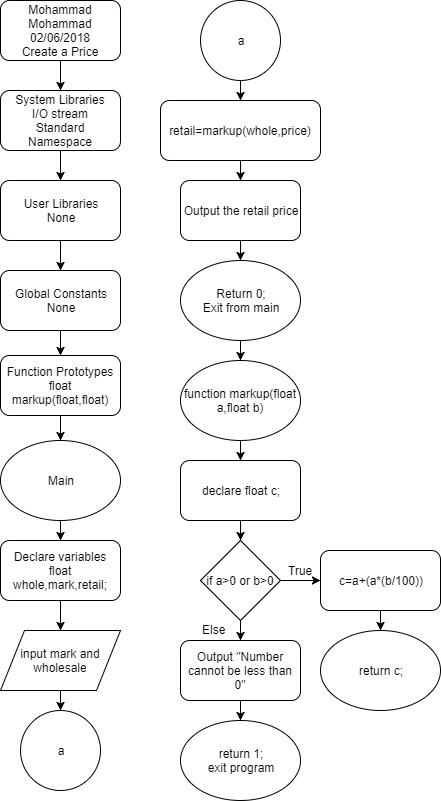 Mohammad
Mohammad
02/06/2018
Create a Price
System Libraries
I/O stream
Standard
Namespace
User Libraries
None
Global Constants
None
Function Prototypes
float
markup(float,float)
Main
Declare variables
float
whole,mark,retail;
input mark and
wholesale
a
a
retail=markup(whole,price)
Output the retail price
Return 0;
Exit from main
function markup(float
a,float b)
declare float c;
if a>0 or b>0
True
c=a+(a*(b/100))
return c;
Else
Output "Number
cannot be less than
0"
return 1;
exit program